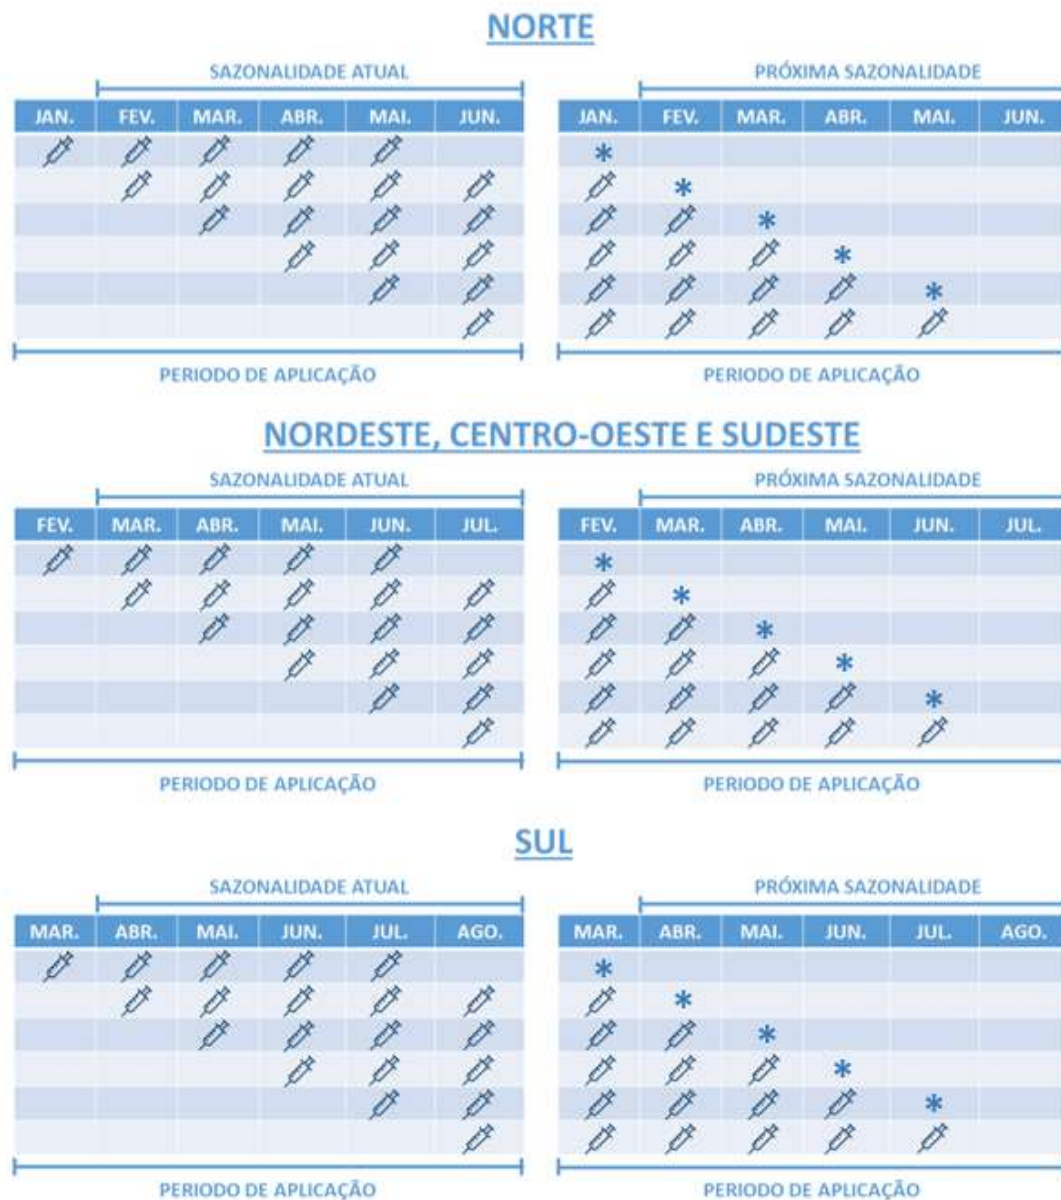 NORTE
SAZONALIDADE ATUAL PRÓXIMA SAZONALIDADE
JAN. FEV. MAR. ABR. MAI. JUN. JAN. FEV. MAR. ABR. MAI. JUN.
*
*
*
*
*
PERIODO DE APLICAÇÃO PERIODO DE APLICAÇÃO
NORDESTE, CENTRO-OESTE E SUDESTE
SAZONALIDADE ATUAL PRÓXIMA SAZONALIDADE
FEV. MAR. ABR. MAI. JUN. JUL. FEV. MAR. ABR. MAI. JUN. JUL.
*
*
*
*
*
PERIODO DE APLICAÇÃO PERIODO DE APLICAÇÃO
SUL
SAZONALIDADE ATUAL PRÓXIMA SAZONALIDADE
MAR. ABR. MAI. JUN. JUL. AGO. MAR. ABR. MAI. JUN. JUL. AGO.
*
*
*
*
*
PERIODO DE APLICAÇÃO PERIODO DE APLICAÇÃO